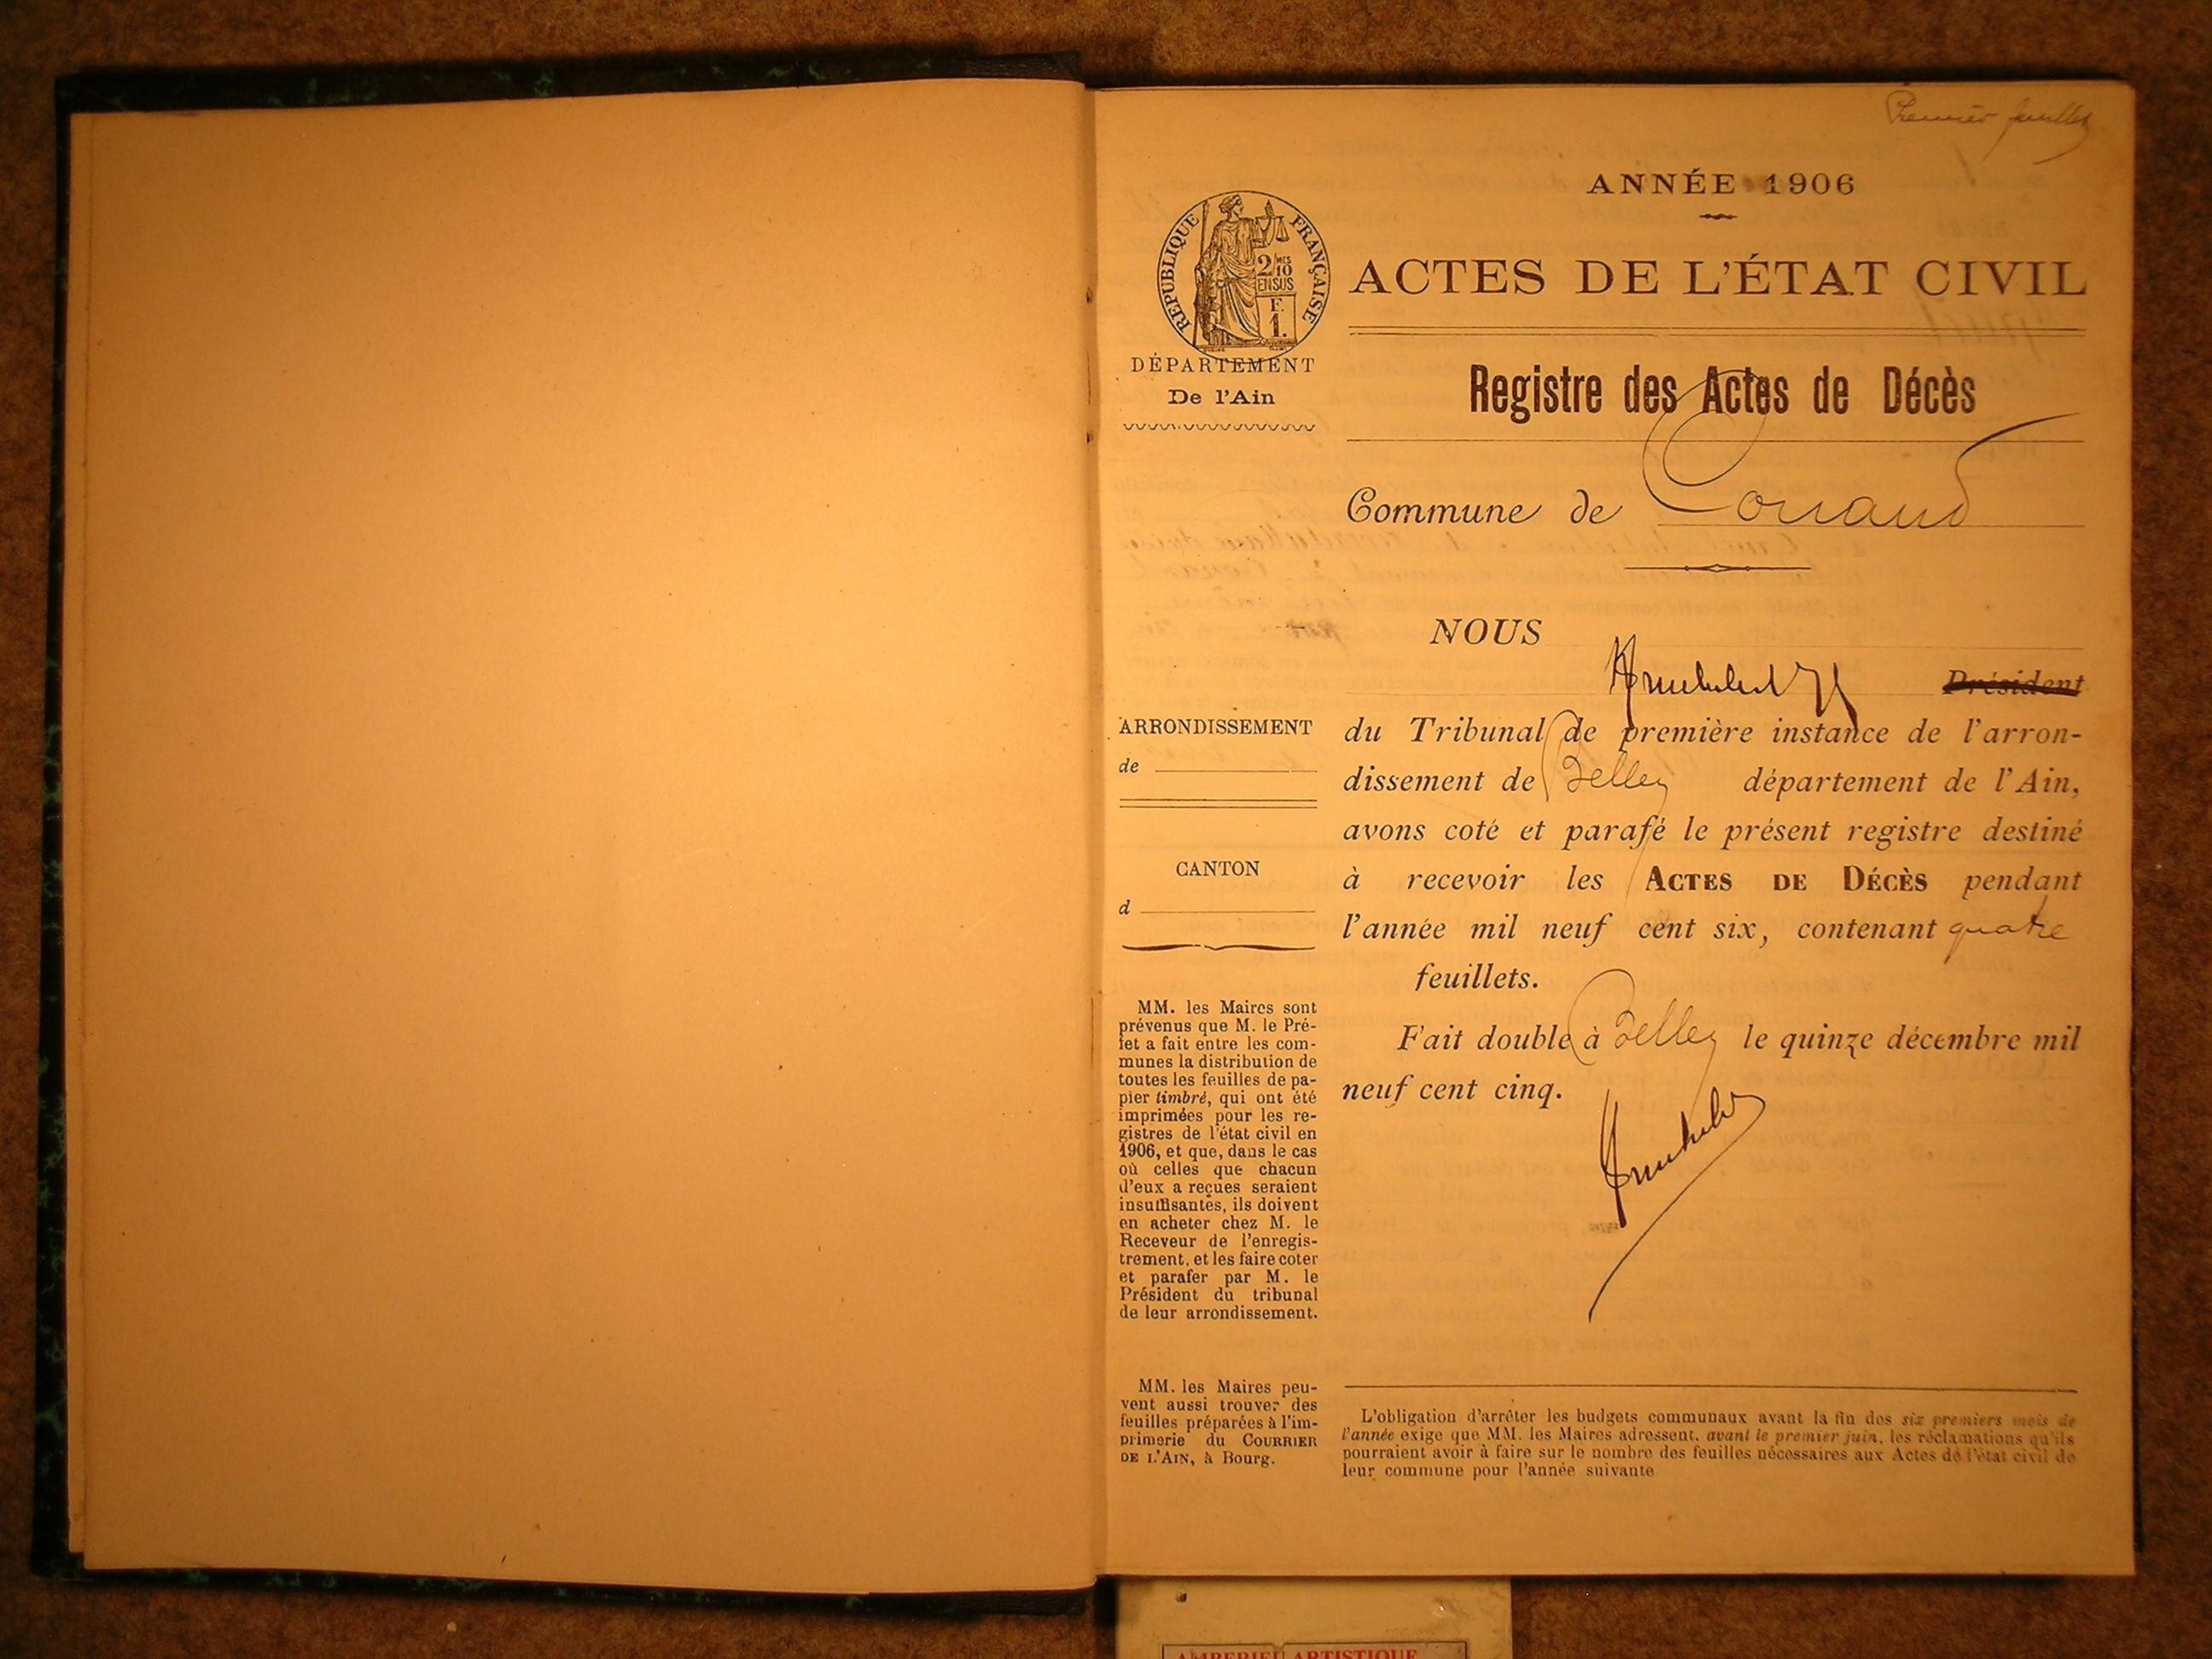 Premier feuillet
ANNÉE 1906
ACTES DE L'ÉTAT CIVIL
RÉPUBLIQUE FRANÇAISE
2/10 MES
EN SUS
F.
1.
DÉPARTEMENT
De l'Ain
Registre des Actes de Décès
Commune de Conand
NOUS
Président
du Tribunal de première instance de l'arron-
dissement de Belley département de l'Ain,
avons coté et parafé le présent registre destiné
à recevoir les ACTES DE DÉCÈS pendant
l'année mil neuf cent six, contenant quatre
feuillets.
Fait double à Belley le quinze décembre mil
neuf cent cinq.
ARRONDISSEMENT
de
CANTON
d
MM. les Maires sont
prévenus que M. le Pré-
fet a fait entre les com-
munes la distribution de
toutes les feuilles de pa-
pier timbré, qui ont été
imprimées pour les re-
gistres de l'état civil en
1906, et que, dans le cas
où celles que chacun
d'eux a reçues seraient
insuffisantes, ils doivent
en acheter chez M. le
Receveur de l'enregis-
trement, et les faire coter
et parafer par M. le
Président du tribunal
de leur arrondissement.
MM. les Maires peu-
vent aussi trouver des
feuilles préparées à l'im-
primerie du COURRIER
DE L'AIN, à Bourg.
L'obligation d'arrêter les budgets communaux avant la fin des six premiers mois de
l'année exige que MM. les Maires adressent, avant le premier juin, les réclamations qu'ils
pourraient avoir à faire sur le nombre des feuilles nécessaires aux Actes de l'état civil de
leur commune pour l'année suivante
AMBERIEU ARTISTIQUE